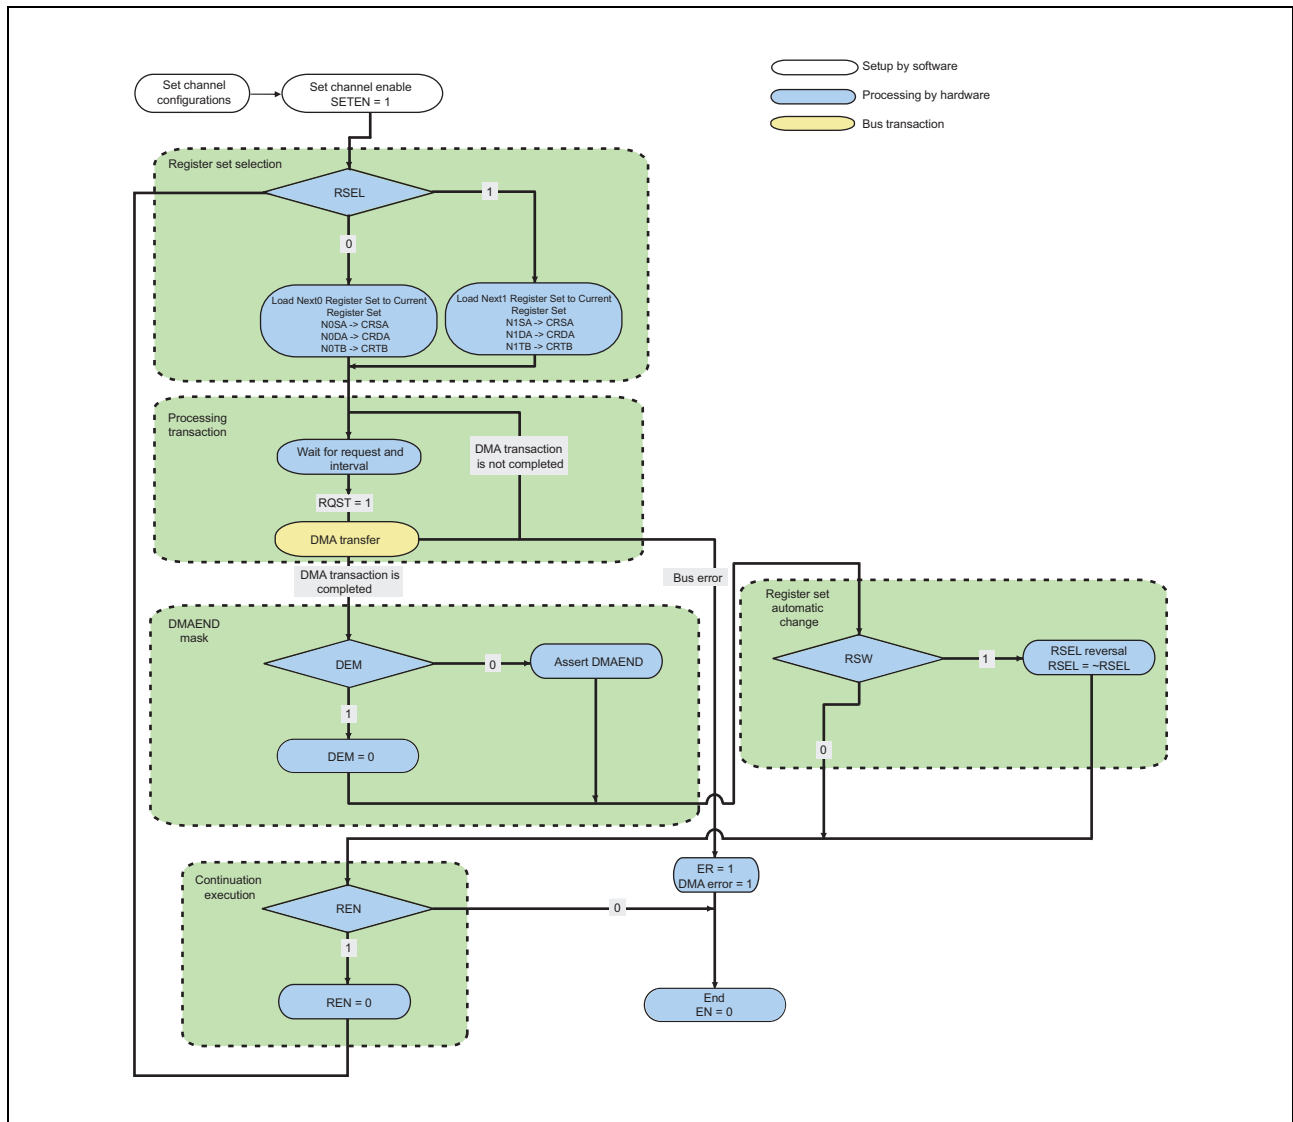 Set channel
configurations
Set channel enable
SETEN = 1
Setup by software
Processing by hardware
Bus transaction
Register set selection
RSEL
1
0
Load Next0 Register Set to Current
Register Set
N0SA -> CRSA
N0DA -> CRDA
N0TB -> CRTB
Load Next1 Register Set to Current
Register Set
N1SA -> CRSA
N1DA -> CRDA
N1TB -> CRTB
Processing
transaction
Wait for request and
interval
DMA transaction
is not completed
RQST = 1
DMA transfer
DMA transaction is
completed
Bus error
DMAEND
mask
DEM
0
Assert DMAEND
1
DEM = 0
Register set
automatic
change
RSW
1
RSEL reversal
RSEL = ~RSEL
0
ER = 1
DMA error = 1
Continuation
execution
REN
0
1
REN = 0
End
EN = 0